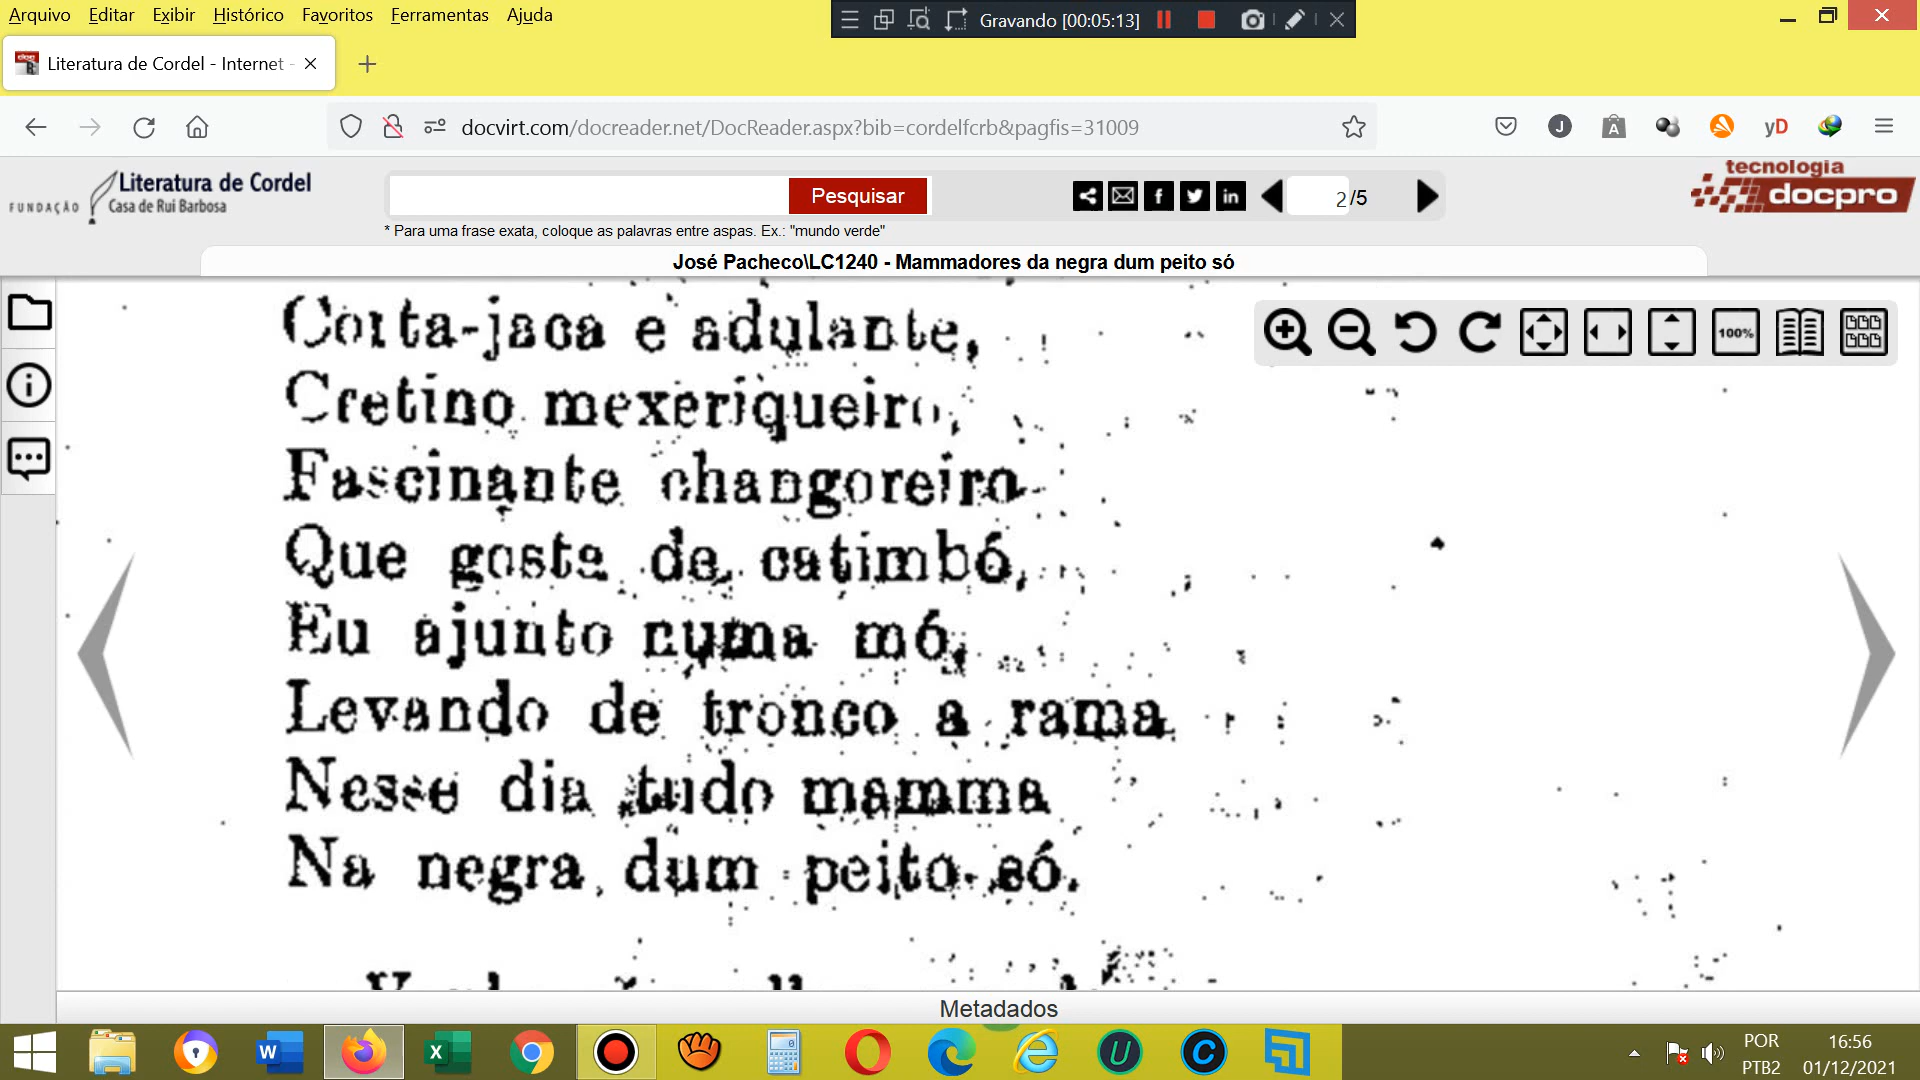 Arquivo Editar Exibir Histórico Favoritos Ferramentas Ajuda
Gravando [00:05:13]
Literatura de Cordel - Internet -
docvirt.com/docreader.net/DocReader.aspx?bib=cordelfcrb&pagfis=31009
FUNDAÇÃO Literatura de Cordel
Casa de Rui Barbosa
Pesquisar
2/5
tecnologia
docpro
* Para uma frase exata, coloque as palavras entre aspas. Ex.: "mundo verde"
José Pacheco\LC1240 - Mammadores da negra dum peito só
100%
Corta-jaca e adulante,
Cretino mexeriqueiro,
Fascinante changoreiro
Que gosta de catimbó,
Eu ajunto numa mó,
Levando de tronco a rama
Nesse dia tudo mamma
Na negra dum peito só.
Metadados
POR
PTB2
16:56
01/12/2021